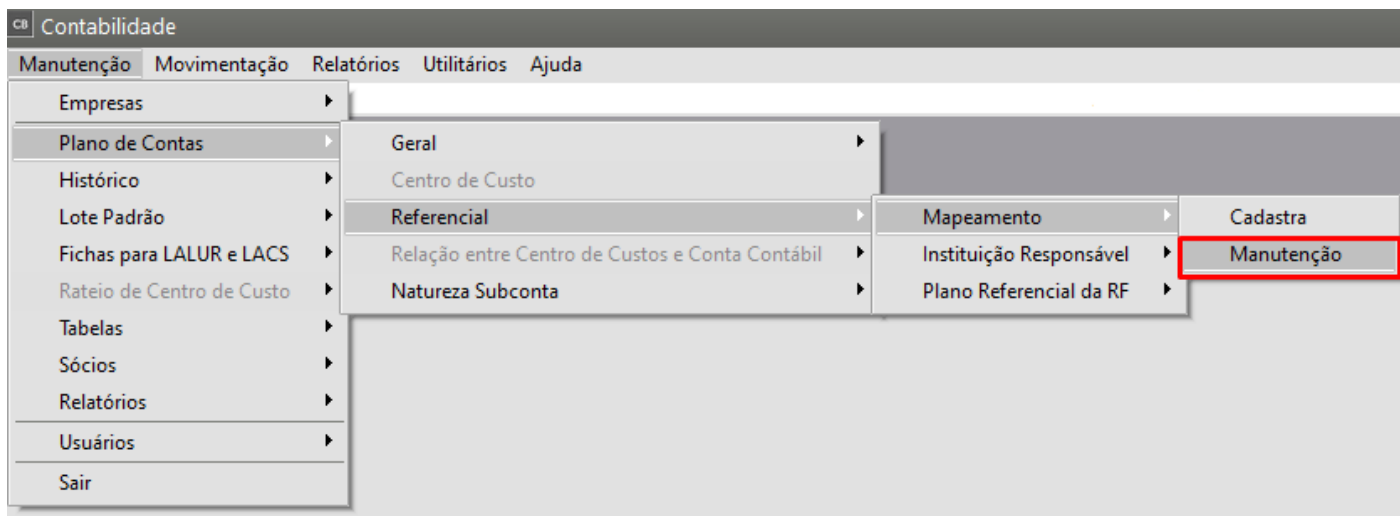 CB Contabilidade
Manutenção Movimentação Relatórios Utilitários Ajuda
Empresas
Plano de Contas
Histórico
Lote Padrão
Fichas para LALUR e LACS
Rateio de Centro de Custo
Tabelas
Sócios
Relatórios
Usuários
Sair
Geral
Centro de Custo
Referencial
Relação entre Centro de Custos e Conta Contábil
Natureza Subconta
Mapeamento
Instituição Responsável
Plano Referencial da RF
Cadastra
Manutenção